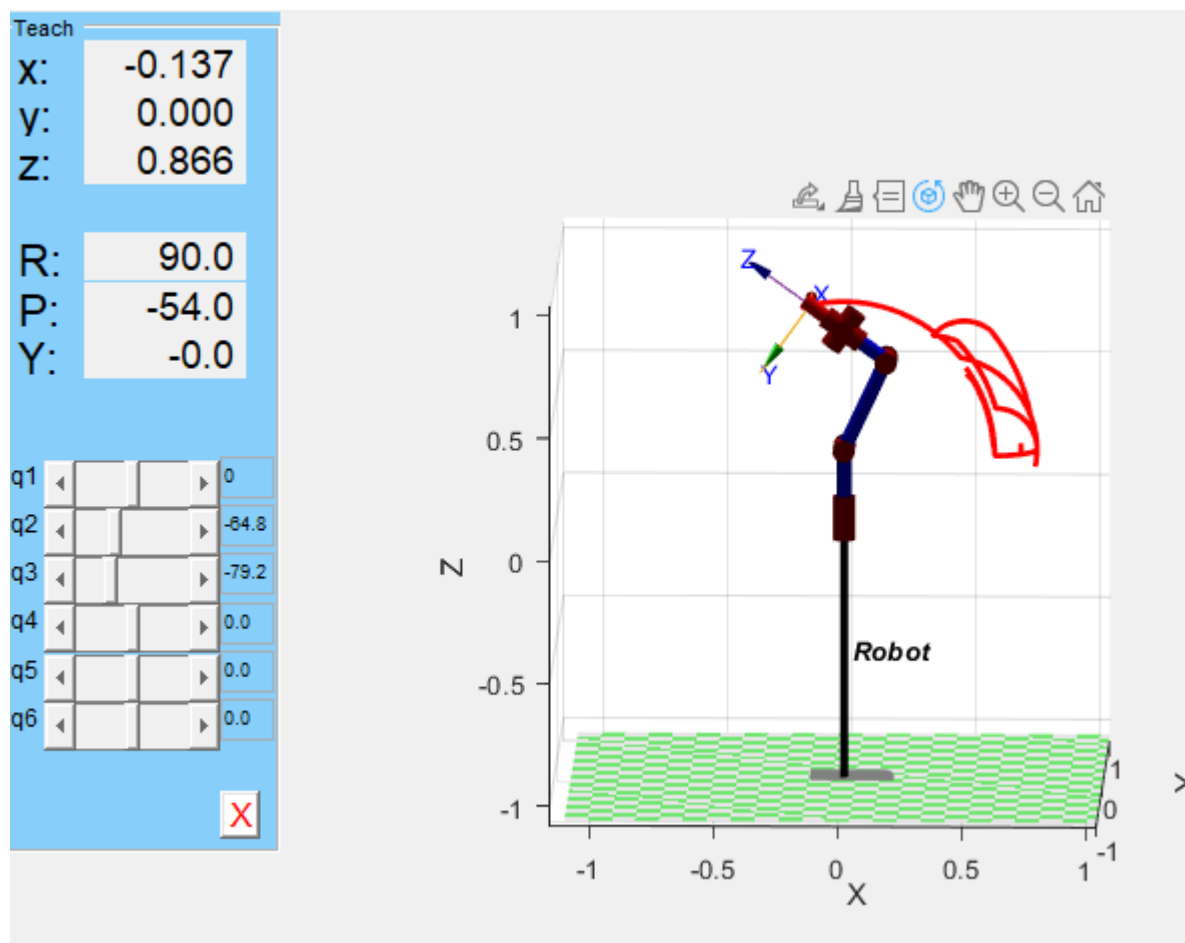 Teach
x: -0.137
y: 0.000
z: 0.866
R: 90.0
P: -54.0
Y: -0.0
q1 0
q2 -64.8
q3 -79.2
q4 0.0
q5 0.0
q6 0.0
X
Z
X
Y
1
0.5
0
-0.5
-1
Z
Robot
-1
-0.5
0
0.5
1
X
-1
0
1